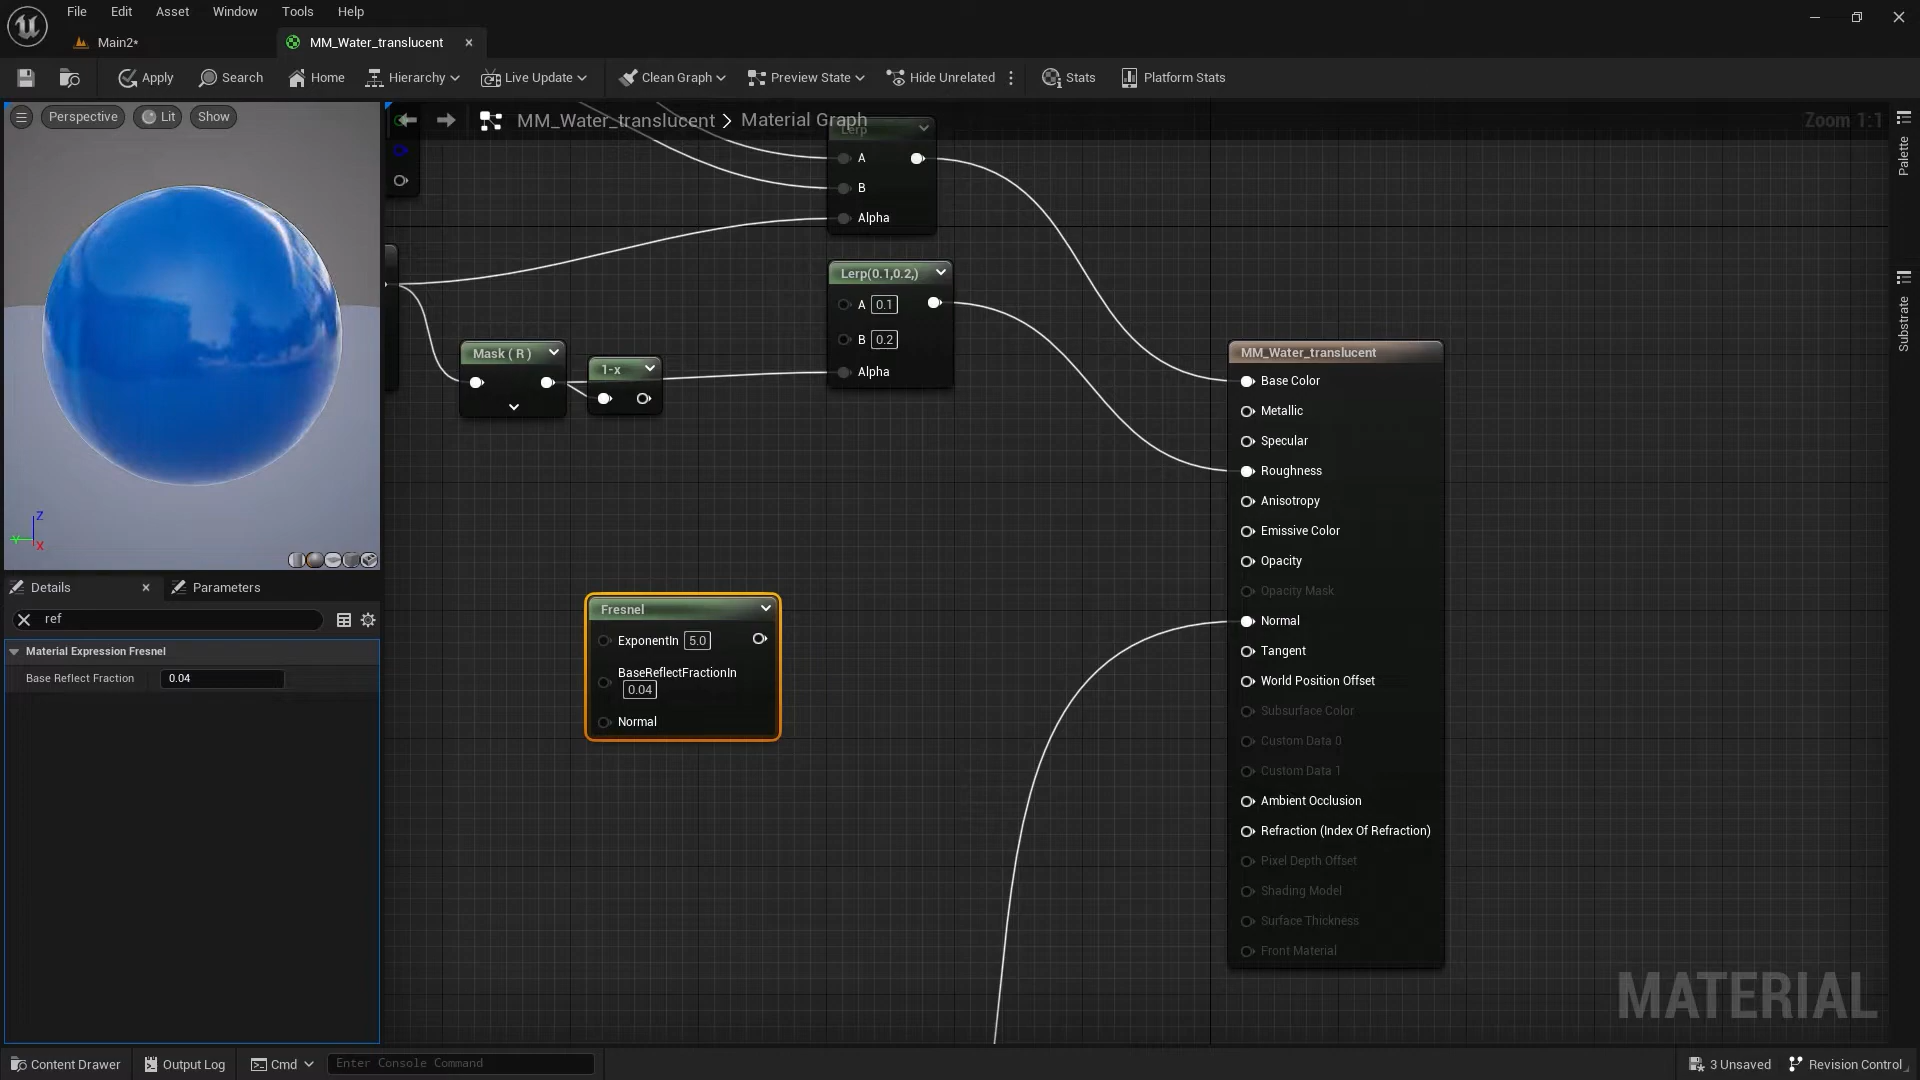 File Edit Asset Window Tools Help
Main2* MM_Water_translucent
Apply Search Home Hierarchy Live Update Clean Graph Preview State Hide Unrelated Stats Platform Stats
Perspective Lit Show
MM_Water_translucent > Material Graph
Zoom 1:1
Palette
Substrate
Lerp
A
B
Alpha
Lerp(0.1,0.2,)
A 0.1
B 0.2
Alpha
Mask ( R )
1-x
MM_Water_translucent
Base Color
Metallic
Specular
Roughness
Anisotropy
Emissive Color
Opacity
Opacity Mask
Normal
Tangent
World Position Offset
Subsurface Color
Custom Data 0
Custom Data 1
Ambient Occlusion
Refraction (Index Of Refraction)
Pixel Depth Offset
Shading Model
Surface Thickness
Front Material
Fresnel
ExponentIn 5.0
BaseReflectFractionIn
0.04
Normal
Z
Y
X
Details Parameters
ref
Material Expression Fresnel
Base Reflect Fraction 0.04
MATERIAL
Content Drawer Output Log Cmd Enter Console Command 3 Unsaved Revision Control